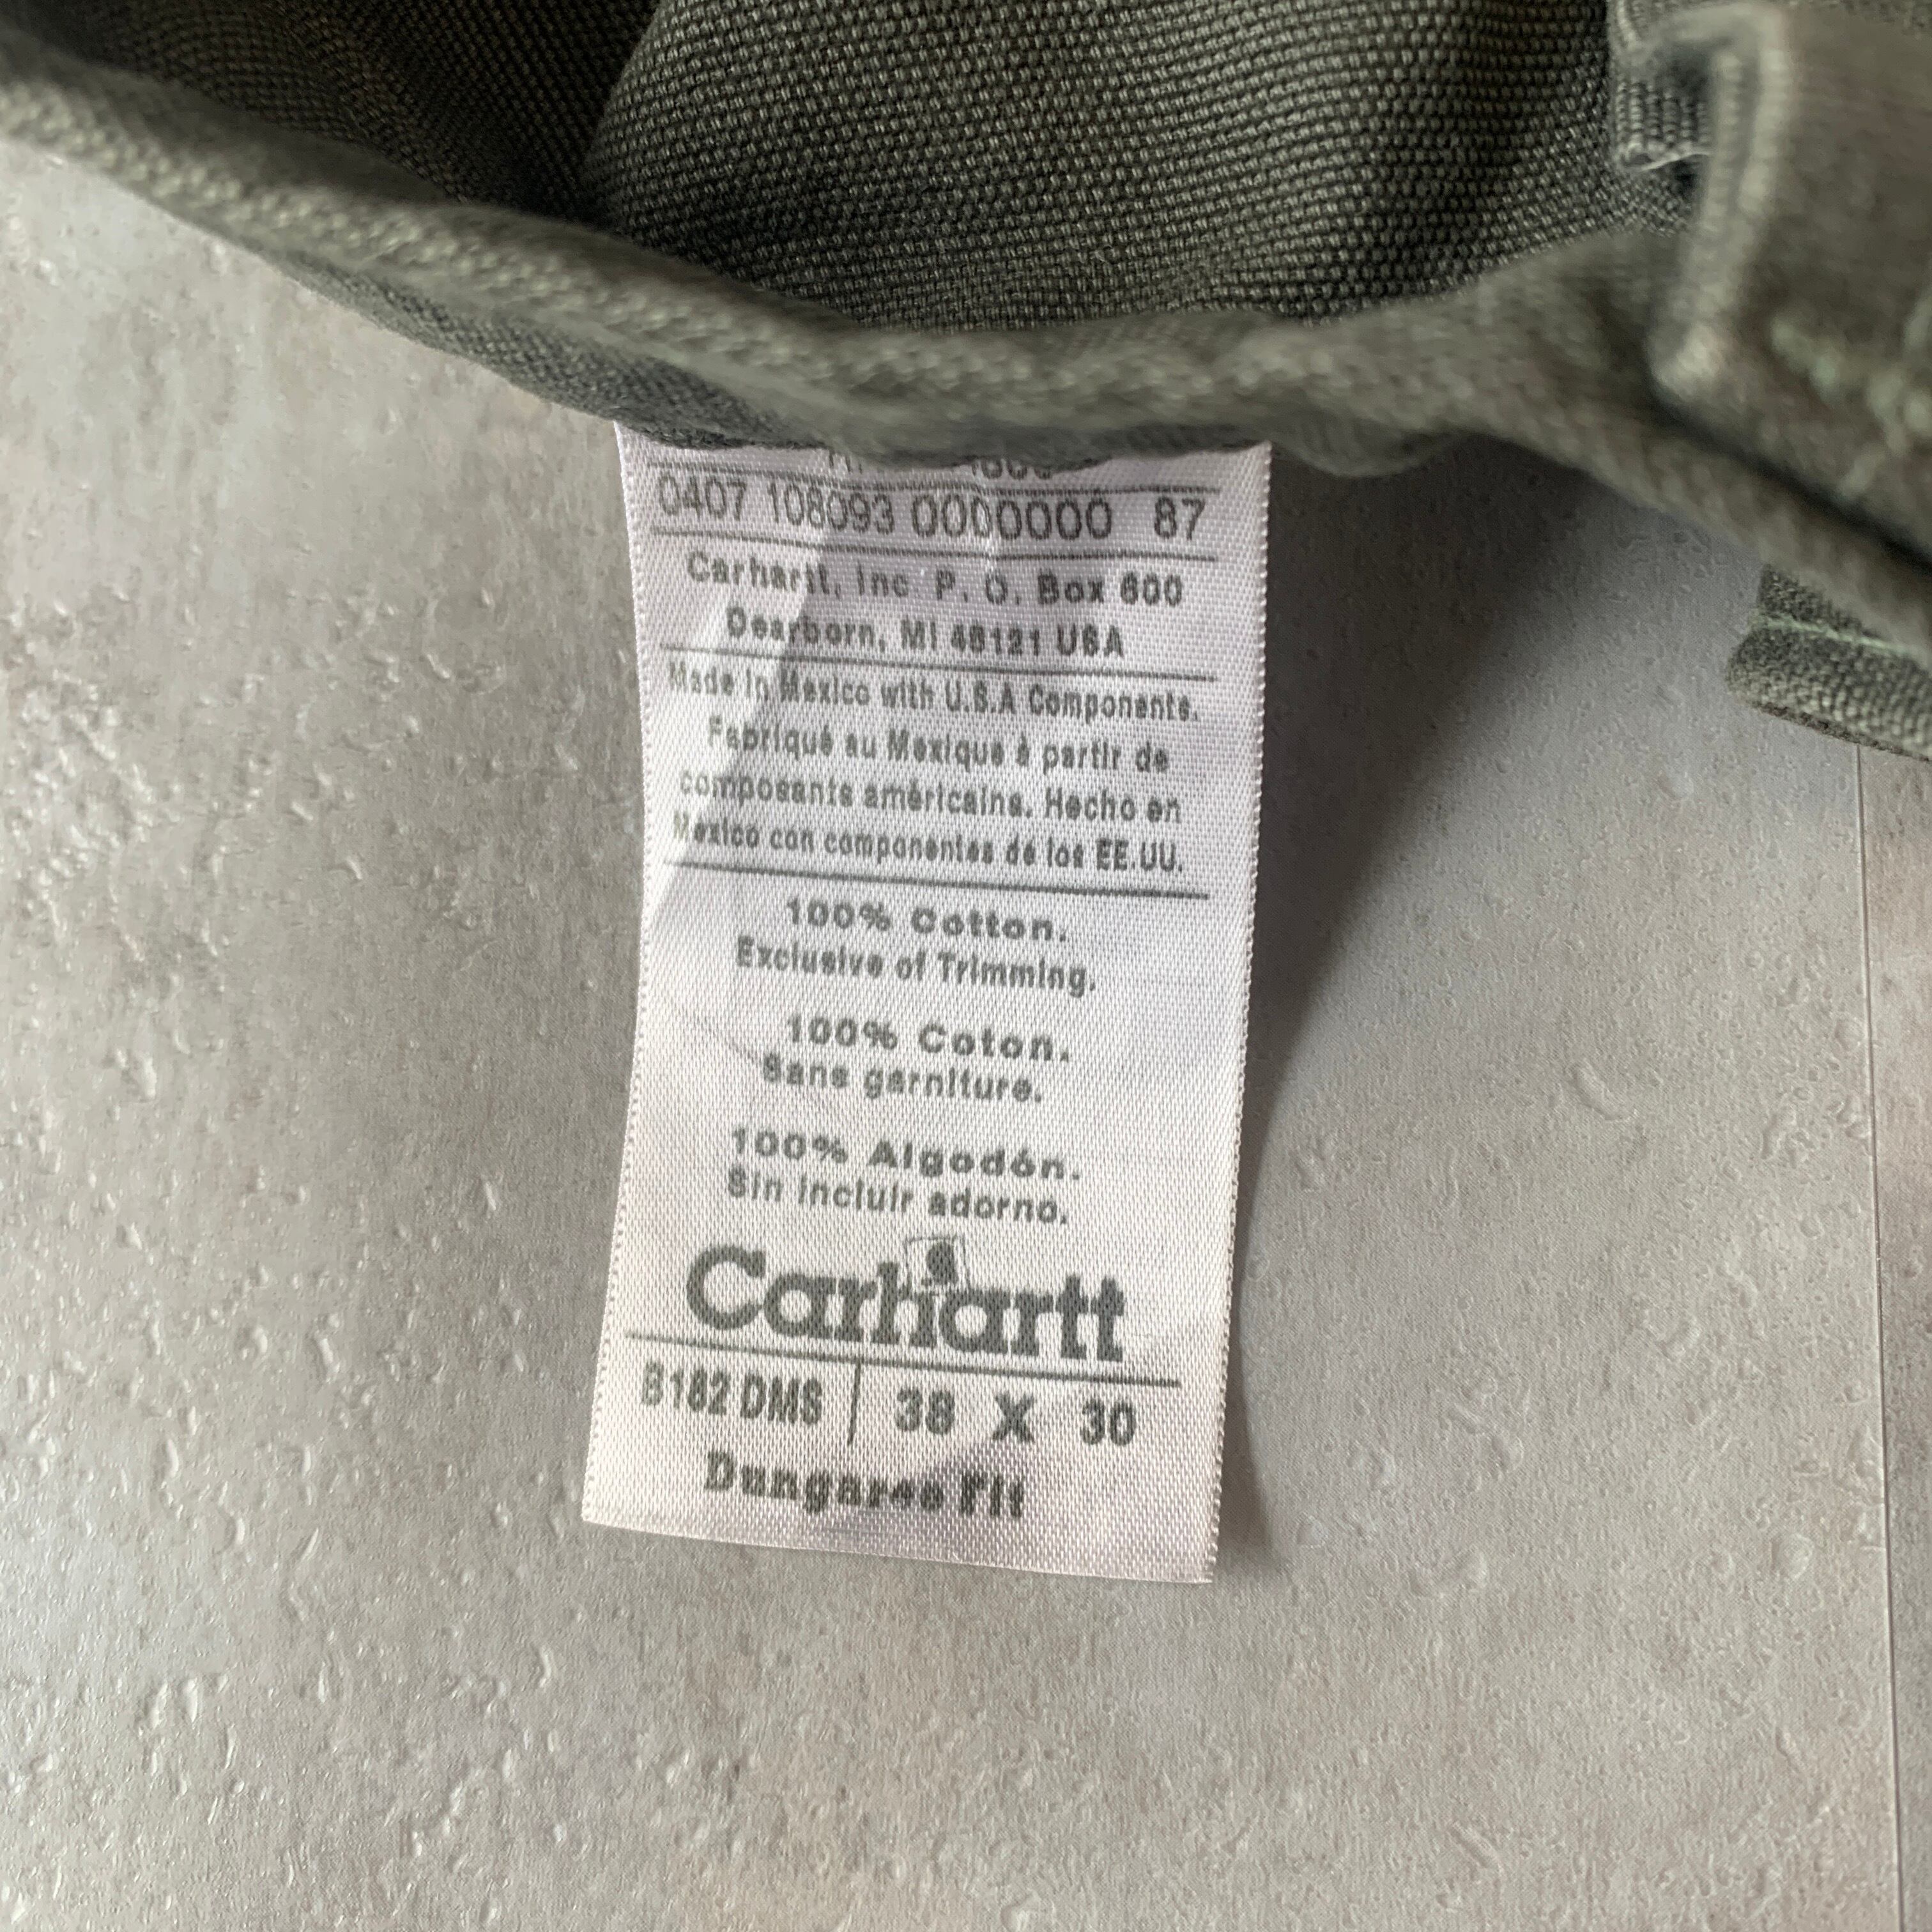 0407 108093 0000000 87
Carhartt, Inc P. O. Box 600
Dearborn, MI 48121 USA
Made in Mexico with U.S.A Components.
Fabriqué au Mexique à partir de
composants américains. Hecho en
Mexico con componentes de los EE.UU.
100% Cotton.
Exclusive of Trimming.
100% Coton.
Sans garniture.
100% Algodón.
Sin incluir adorno.
Carhartt
B182 DMS 38 X 30
Dungaree Fit